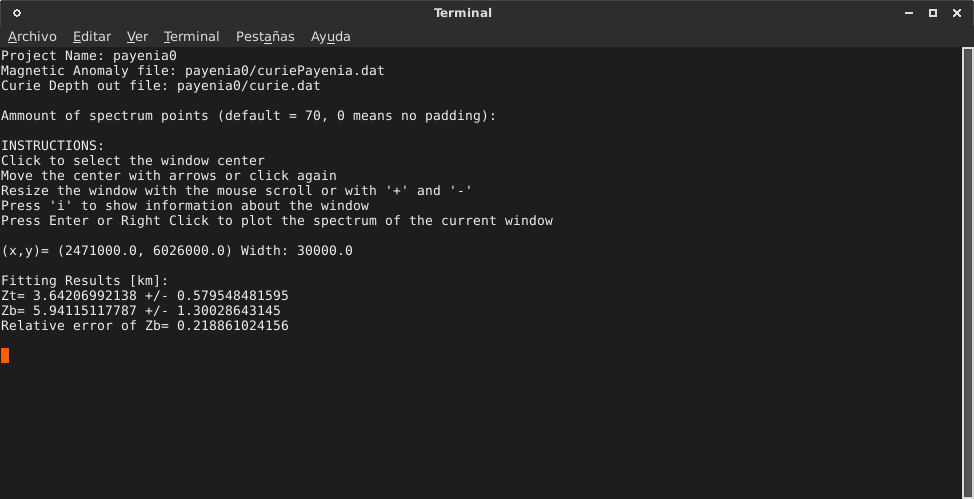 Terminal
Archivo Editar Ver Terminal Pestañas Ayuda
Project Name: payenia0
Magnetic Anomaly file: payenia0/curiePayenia.dat
Curie Depth out file: payenia0/curie.dat
Ammount of spectrum points (default = 70, 0 means no padding):
INSTRUCTIONS:
Click to select the window center
Move the center with arrows or click again
Resize the window with the mouse scroll or with '+' and '-'
Press 'i' to show information about the window
Press Enter or Right Click to plot the spectrum of the current window
(x,y)= (2471000.0, 6026000.0) Width: 30000.0
Fitting Results [km]:
Zt= 3.64206992138 +/- 0.579548481595
Zb= 5.94115117787 +/- 1.30028643145
Relative error of Zb= 0.218861024156